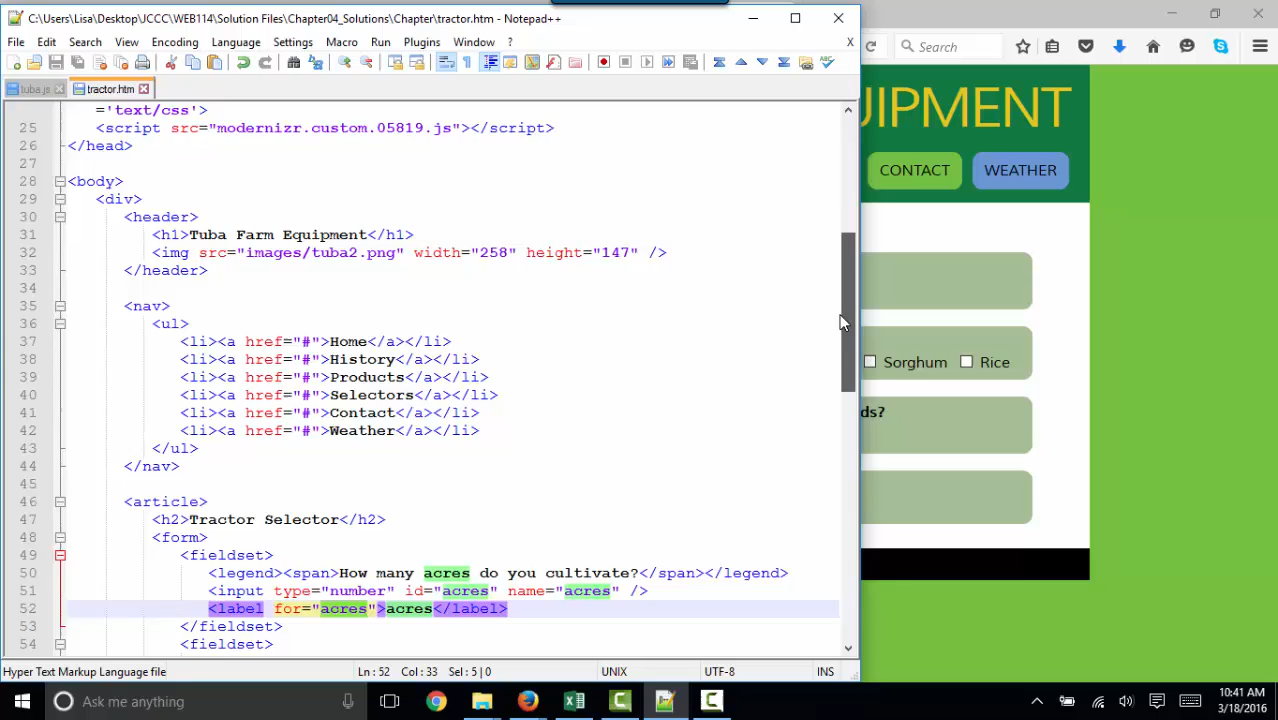 C:\Users\Lisa\Desktop\JCCC\WEB114\Solution Files\Chapter04_Solutions\Chapter\tractor.htm - Notepad++
File Edit Search View Encoding Language Settings Macro Run Plugins Window ? X
tuba.js tractor.htm
='text/css'>
25 <script src="modernizr.custom.05819.js"></script>
26 </head>
27
28 <body>
29 <div>
30 <header>
31 <h1>Tuba Farm Equipment</h1>
32 <img src="images/tuba2.png" width="258" height="147" />
33 </header>
34
35 <nav>
36 <ul>
37 <li><a href="#">Home</a></li>
38 <li><a href="#">History</a></li>
39 <li><a href="#">Products</a></li>
40 <li><a href="#">Selectors</a></li>
41 <li><a href="#">Contact</a></li>
42 <li><a href="#">Weather</a></li>
43 </ul>
44 </nav>
45
46 <article>
47 <h2>Tractor Selector</h2>
48 <form>
49 <fieldset>
50 <legend><span>How many acres do you cultivate?</span></legend>
51 <input type="number" id="acres" name="acres" />
52 <label for="acres">acres</label>
53 </fieldset>
54 <fieldset>
Hyper Text Markup Language file Ln : 52 Col : 33 Sel : 5 | 0 UNIX UTF-8 INS
Search
UIPMENT
CONTACT WEATHER
Sorghum Rice
ds?
Ask me anything
10:41 AM
3/18/2016